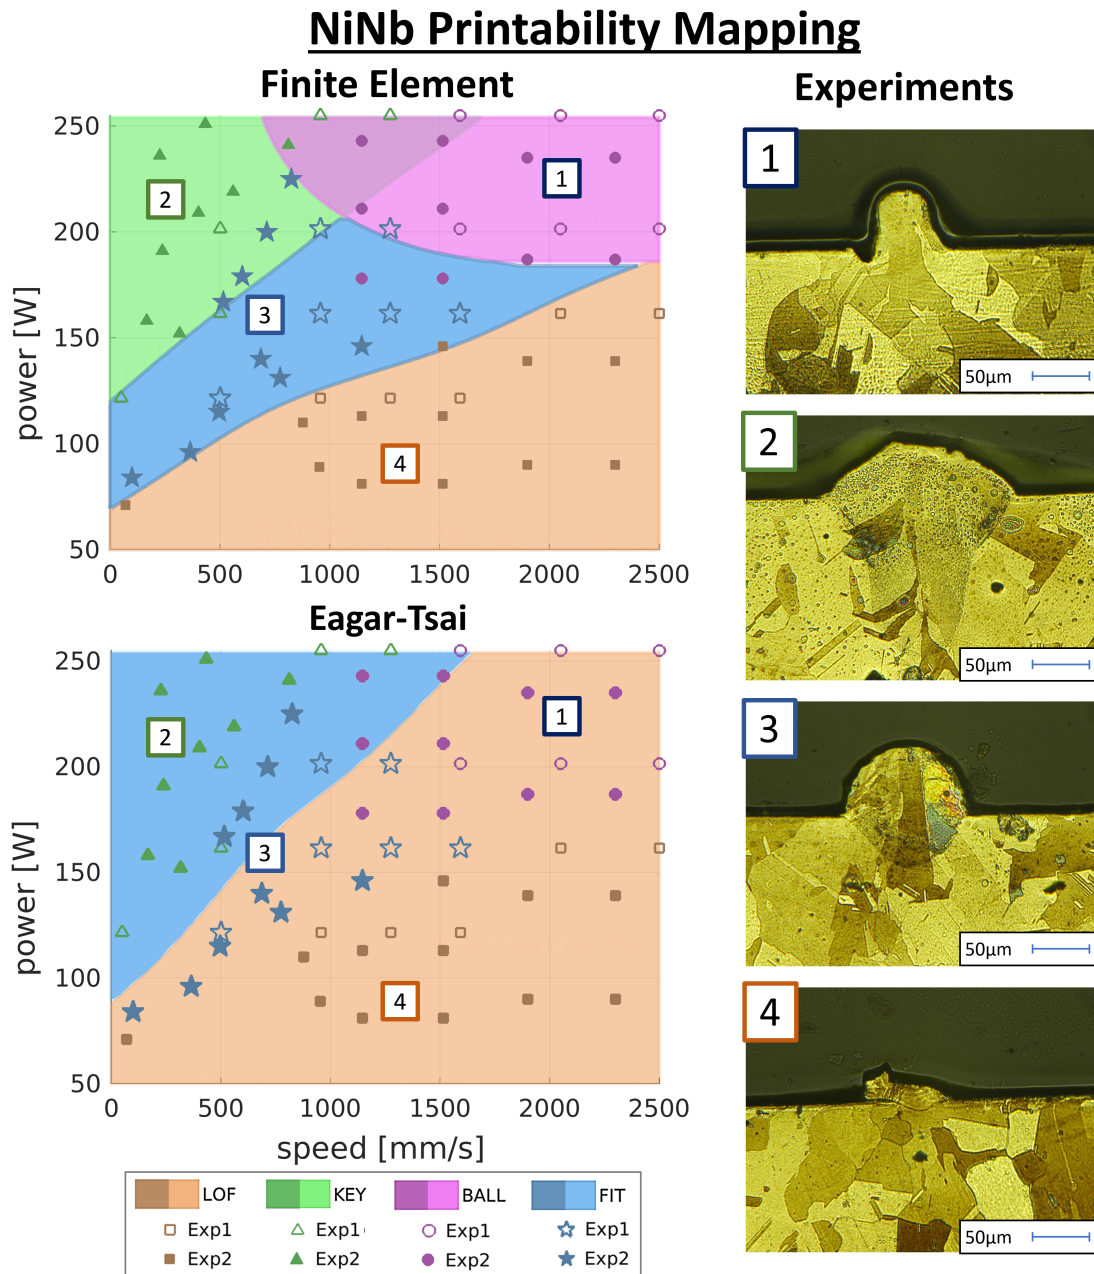 NiNb Printability Mapping
Finite Element
Experiments
power [W]
250
200
150
100
50
0 500 1000 1500 2000 2500
1
2
3
4
Eagar-Tsai
power [W]
250
200
150
100
50
0 500 1000 1500 2000 2500
speed [mm/s]
1
2
3
4
LOF KEY BALL FIT
Exp1 Exp1 Exp1 Exp1
Exp2 Exp2 Exp2 Exp2
1
50μm
2
50μm
3
50μm
4
50μm